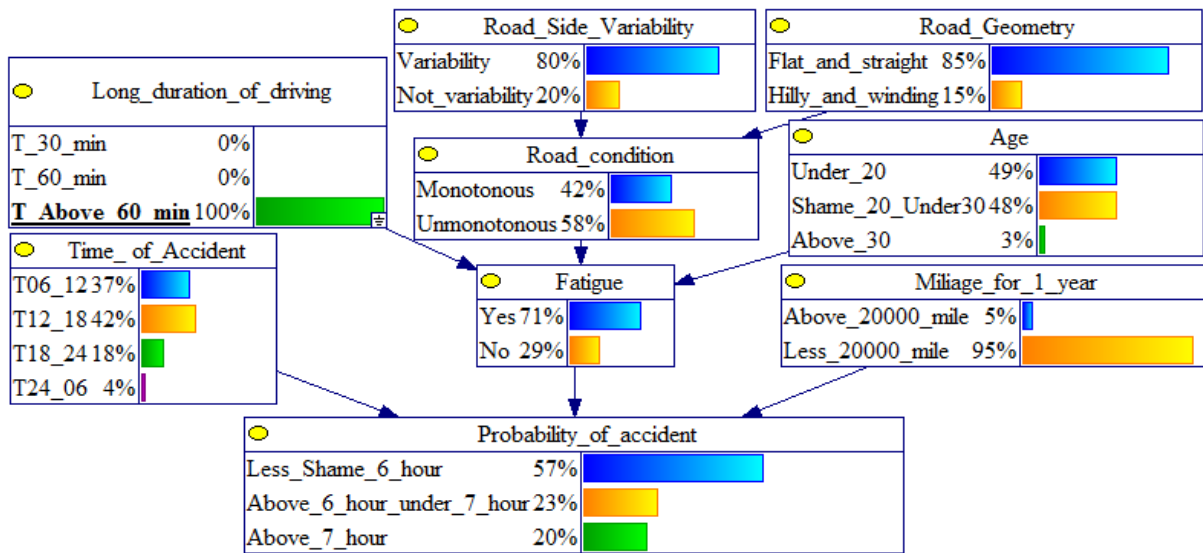 Road_Side_Variability
Variability 80%
Not_variability 20%
Road_Geometry
Flat_and_straight 85%
Hilly_and_winding 15%
Long_duration_of_driving
T_30_min 0%
T_60_min 0%
T_Above_60_min 100%
Road_condition
Monotonous 42%
Unmonotonous 58%
Age
Under_20 49%
Shame_20_Under30 48%
Above_30 3%
Time_ of_Accident
T06_12 37%
T12_18 42%
T18_24 18%
T24_06 4%
Fatigue
Yes 71%
No 29%
Miliage_for_1_year
Above_20000_mile 5%
Less_20000_mile 95%
Probability_of_accident
Less_Shame_6_hour 57%
Above_6_hour_under_7_hour 23%
Above_7_hour 20%